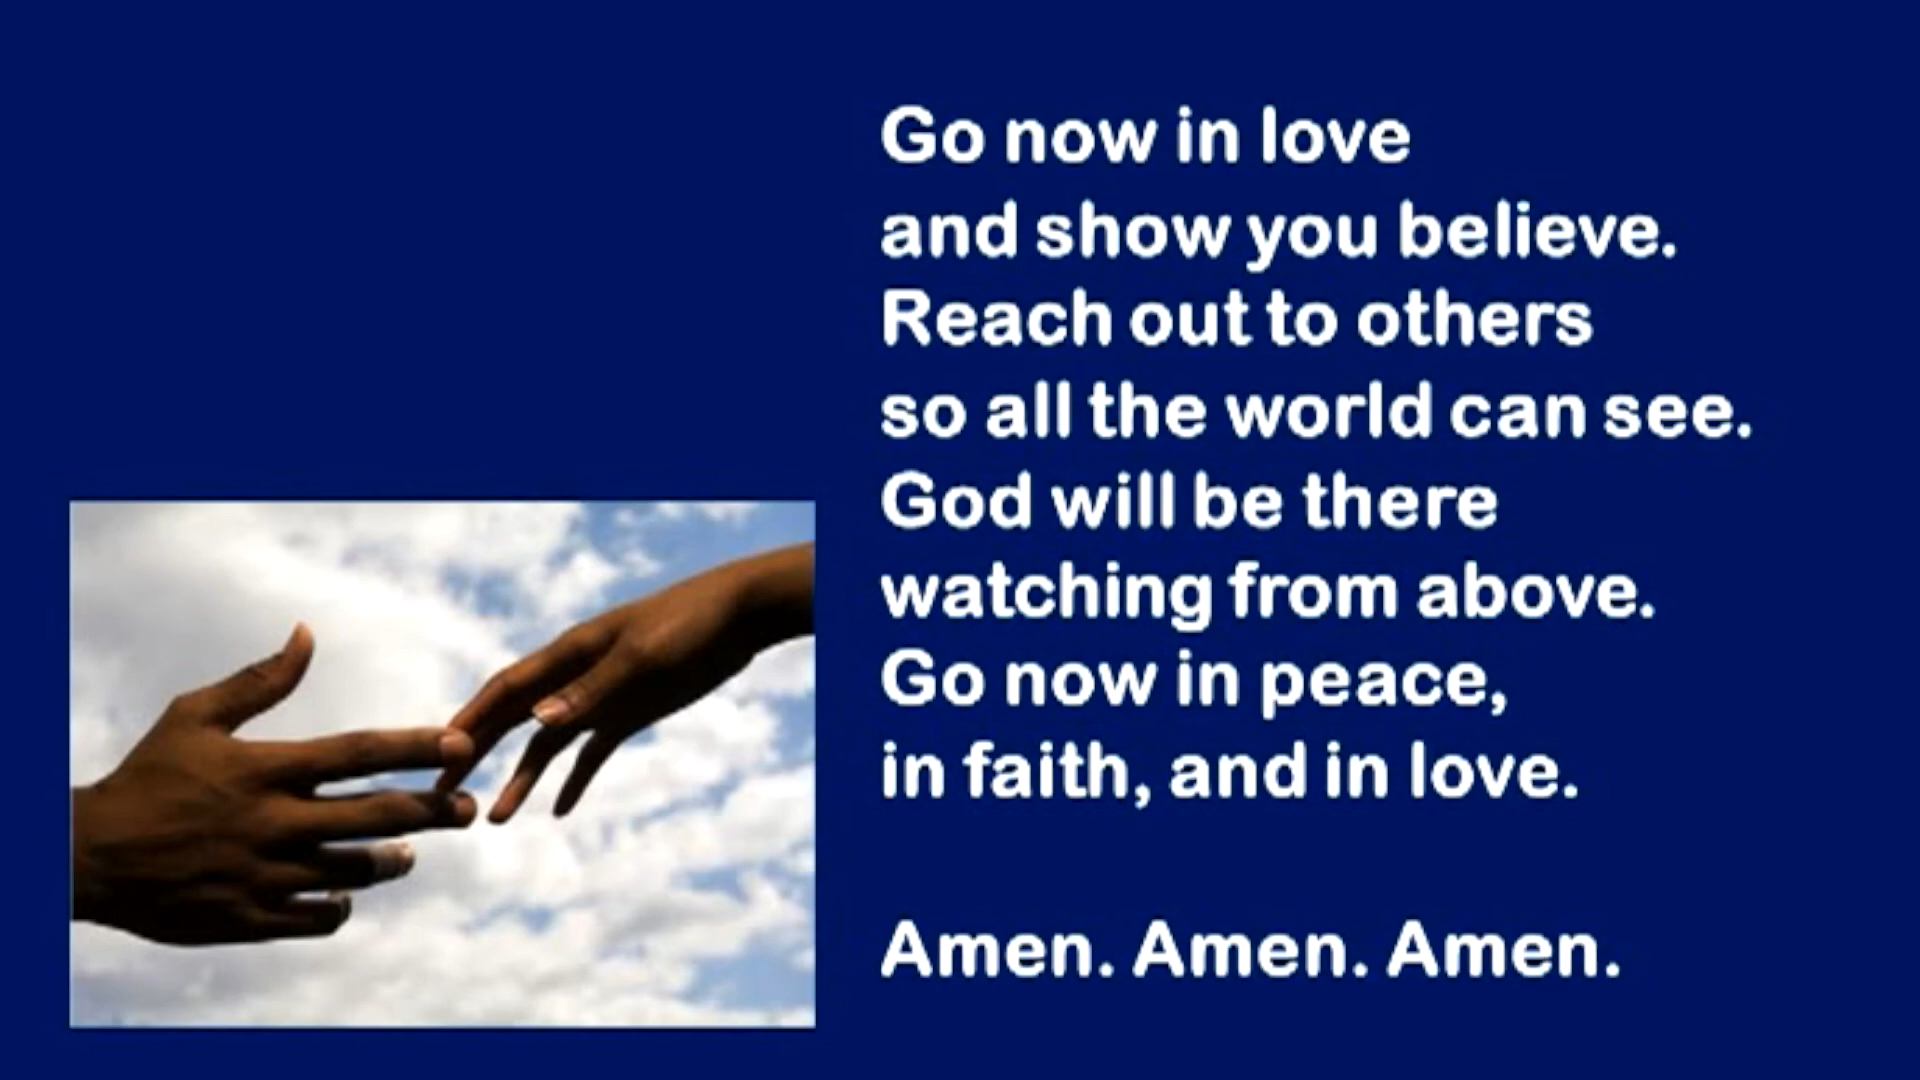 Go now in love
and show you believe.
Reach out to others
so all the world can see.
God will be there
watching from above.
Go now in peace,
in faith, and in love.
Amen. Amen. Amen.